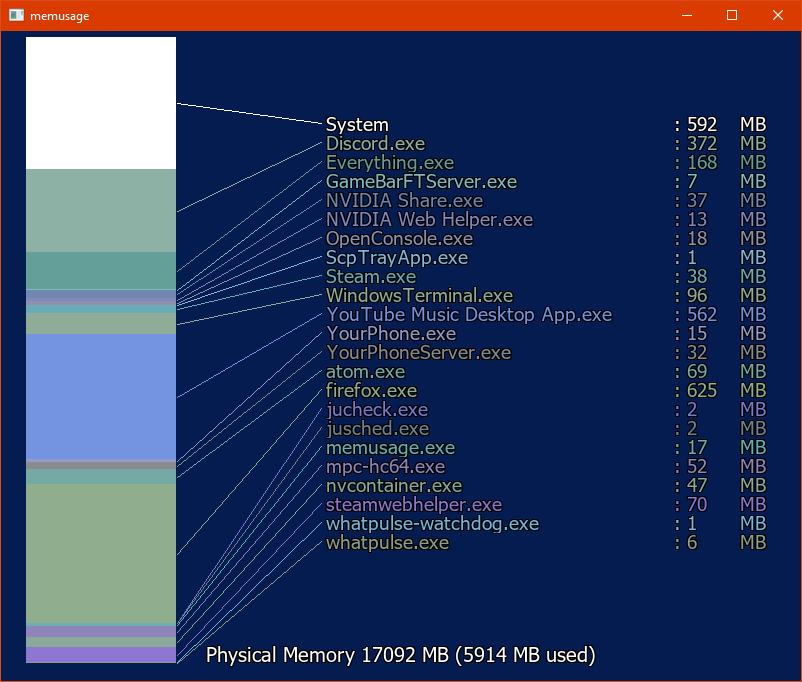 memusage
System : 592 MB
Discord.exe : 372 MB
Everything.exe : 168 MB
GameBarFTServer.exe : 7 MB
NVIDIA Share.exe : 37 MB
NVIDIA Web Helper.exe : 13 MB
OpenConsole.exe : 18 MB
ScpTrayApp.exe : 1 MB
Steam.exe : 38 MB
WindowsTerminal.exe : 96 MB
YouTube Music Desktop App.exe : 562 MB
YourPhone.exe : 15 MB
YourPhoneServer.exe : 32 MB
atom.exe : 69 MB
firefox.exe : 625 MB
jucheck.exe : 2 MB
jusched.exe : 2 MB
memusage.exe : 17 MB
mpc-hc64.exe : 52 MB
nvcontainer.exe : 47 MB
steamwebhelper.exe : 70 MB
whatpulse-watchdog.exe : 1 MB
whatpulse.exe : 6 MB
Physical Memory 17092 MB (5914 MB used)